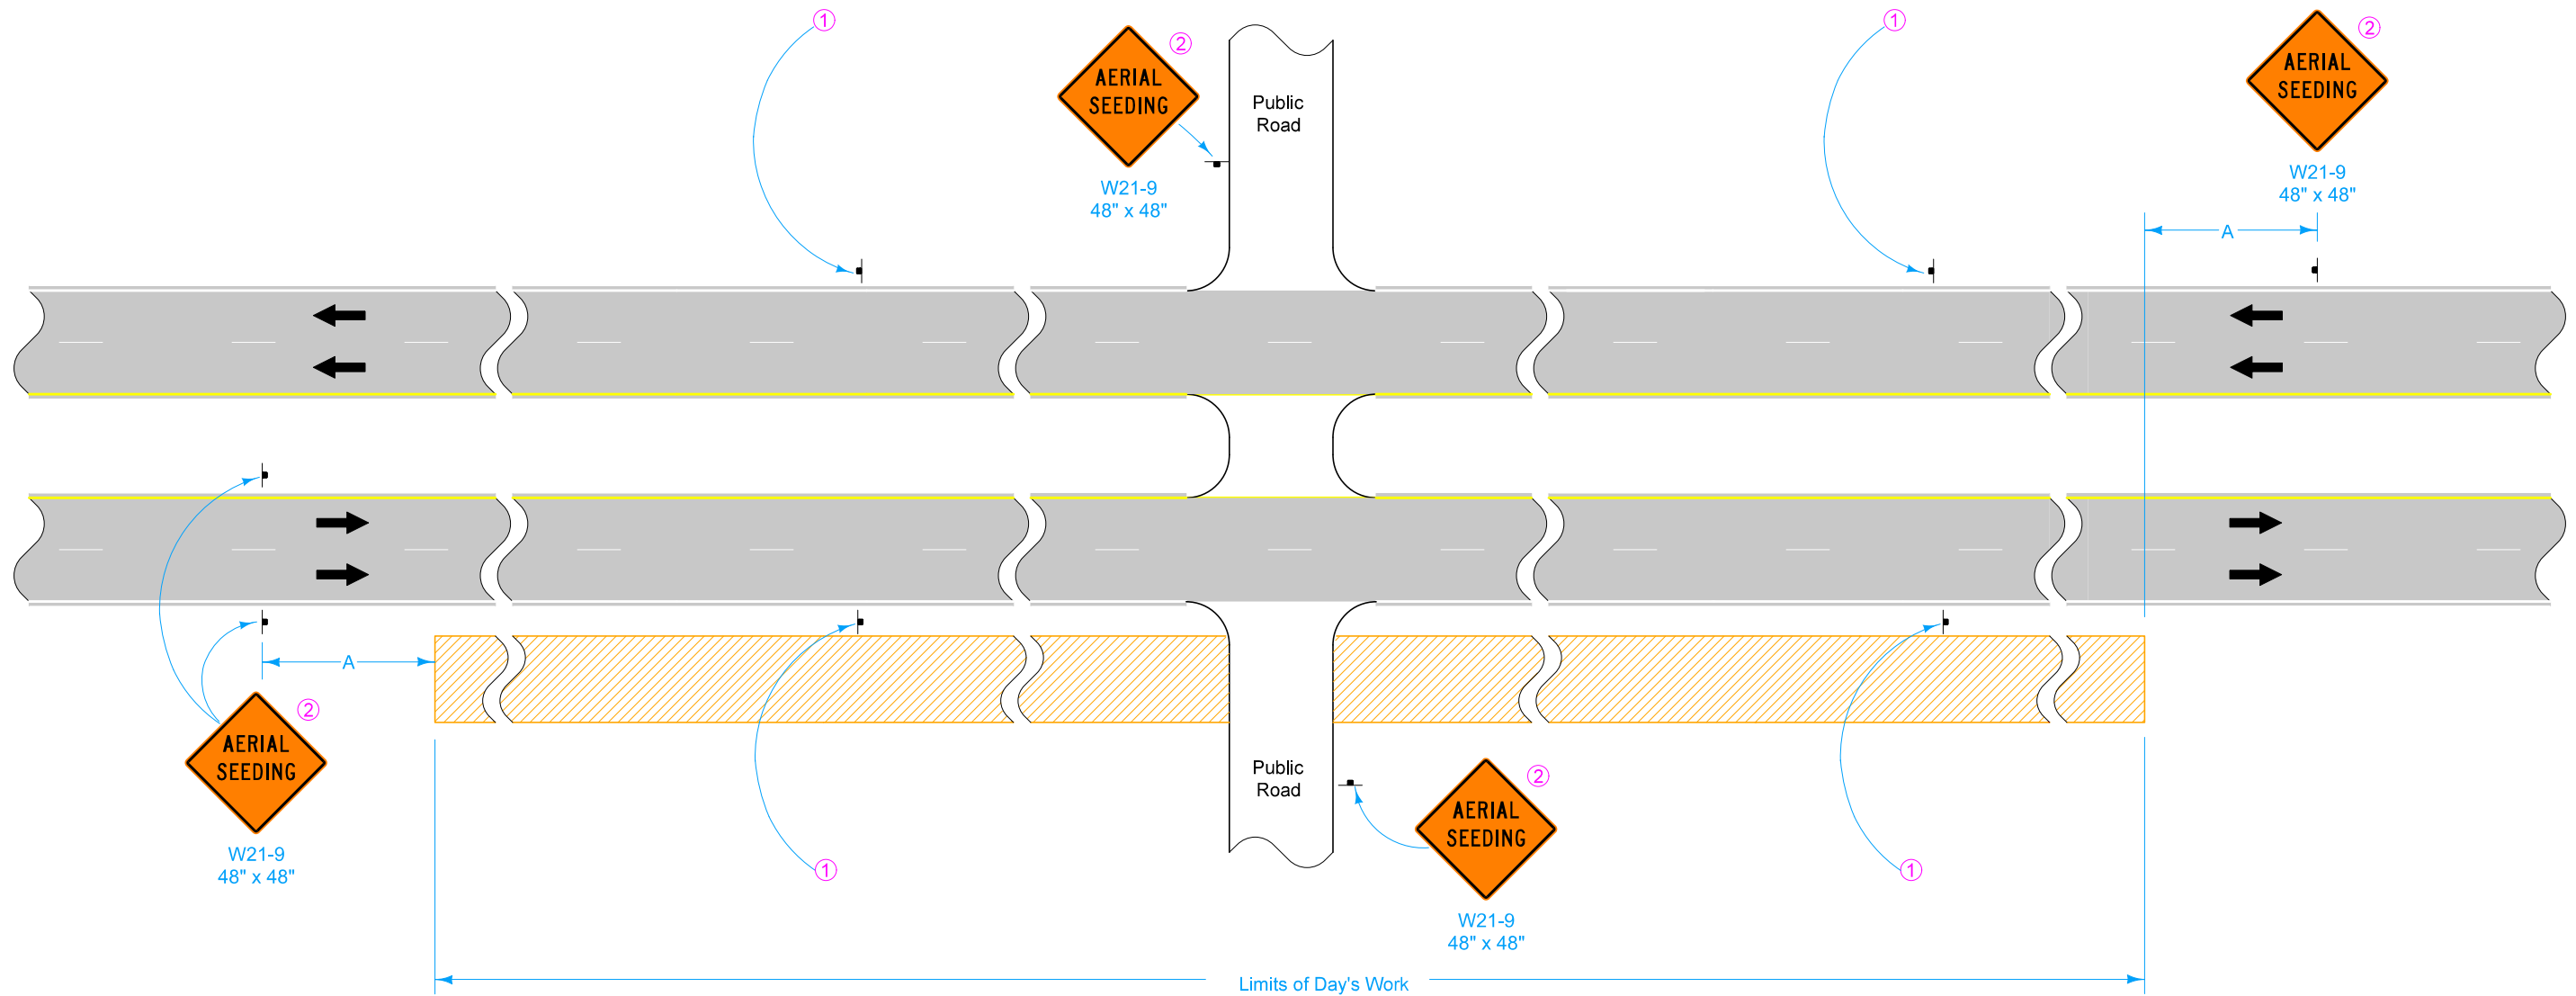 ①
①
AERIAL
SEEDING
②
W21-9
48" x 48"
Public
Road
AERIAL
SEEDING
②
W21-9
48" x 48"
A
A
AERIAL
SEEDING
②
W21-9
48" x 48"
①
Public
Road
AERIAL
SEEDING
②
W21-9
48" x 48"
①
Limits of Day's Work